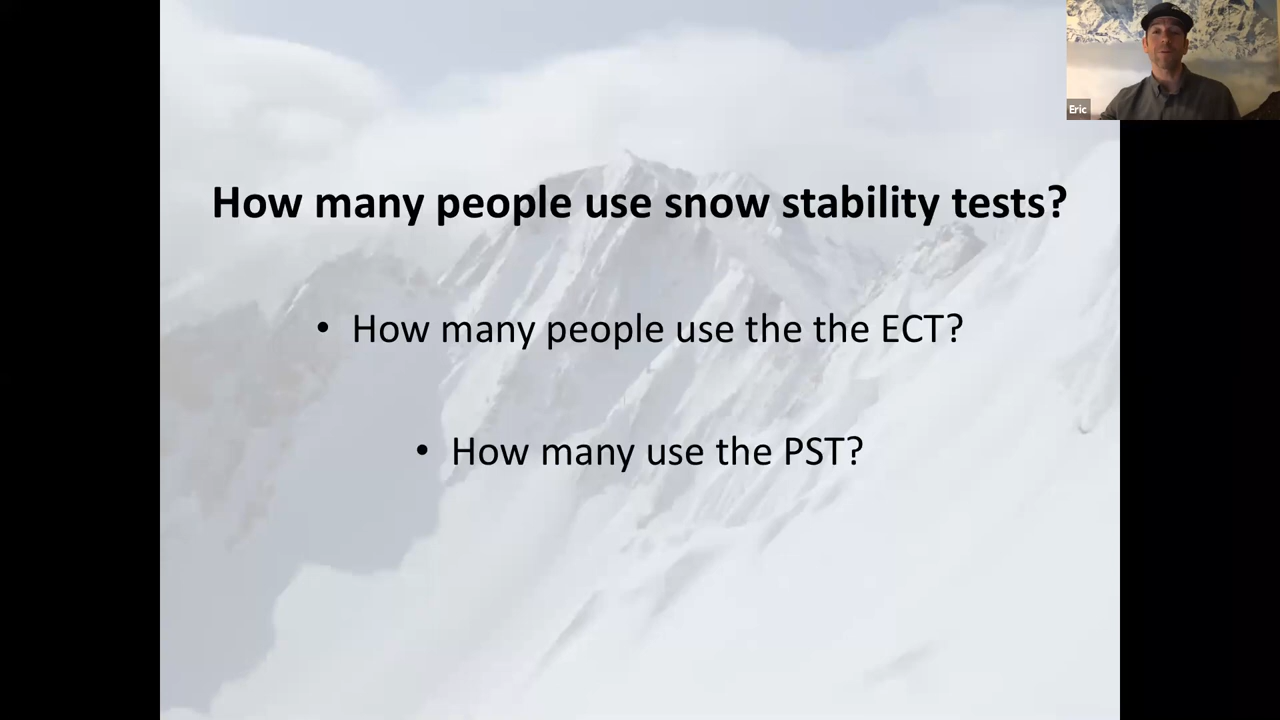 How many people use snow stability tests?
• How many people use the the ECT?
• How many use the PST?
Eric